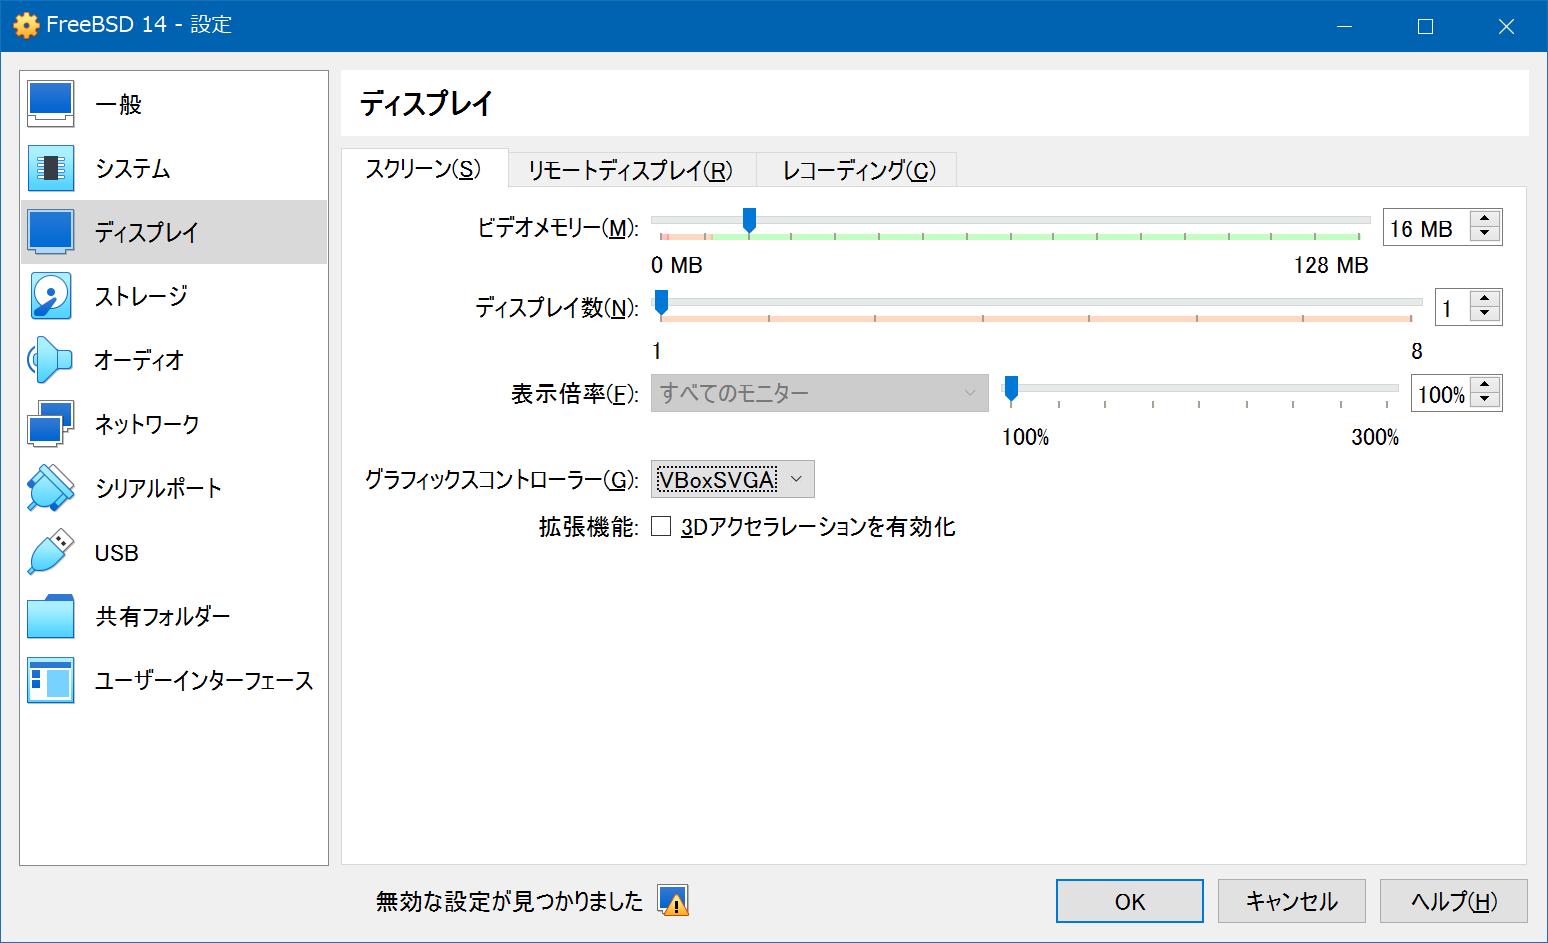 FreeBSD 14 - 設定
一般
システム
ディスプレイ
ストレージ
オーディオ
ネットワーク
シリアルポート
USB
共有フォルダー
ユーザーインターフェース
ディスプレイ
スクリーン(S) リモートディスプレイ(R) レコーディング(C)
ビデオメモリー(M): 16 MB
0 MB 128 MB
ディスプレイ数(N): 1
1 8
表示倍率(F): すべてのモニター 100%
100% 300%
グラフィックスコントローラー(G): VBoxSVGA
拡張機能: 3Dアクセラレーションを有効化
無効な設定が見つかりました
OK キャンセル ヘルプ(H)